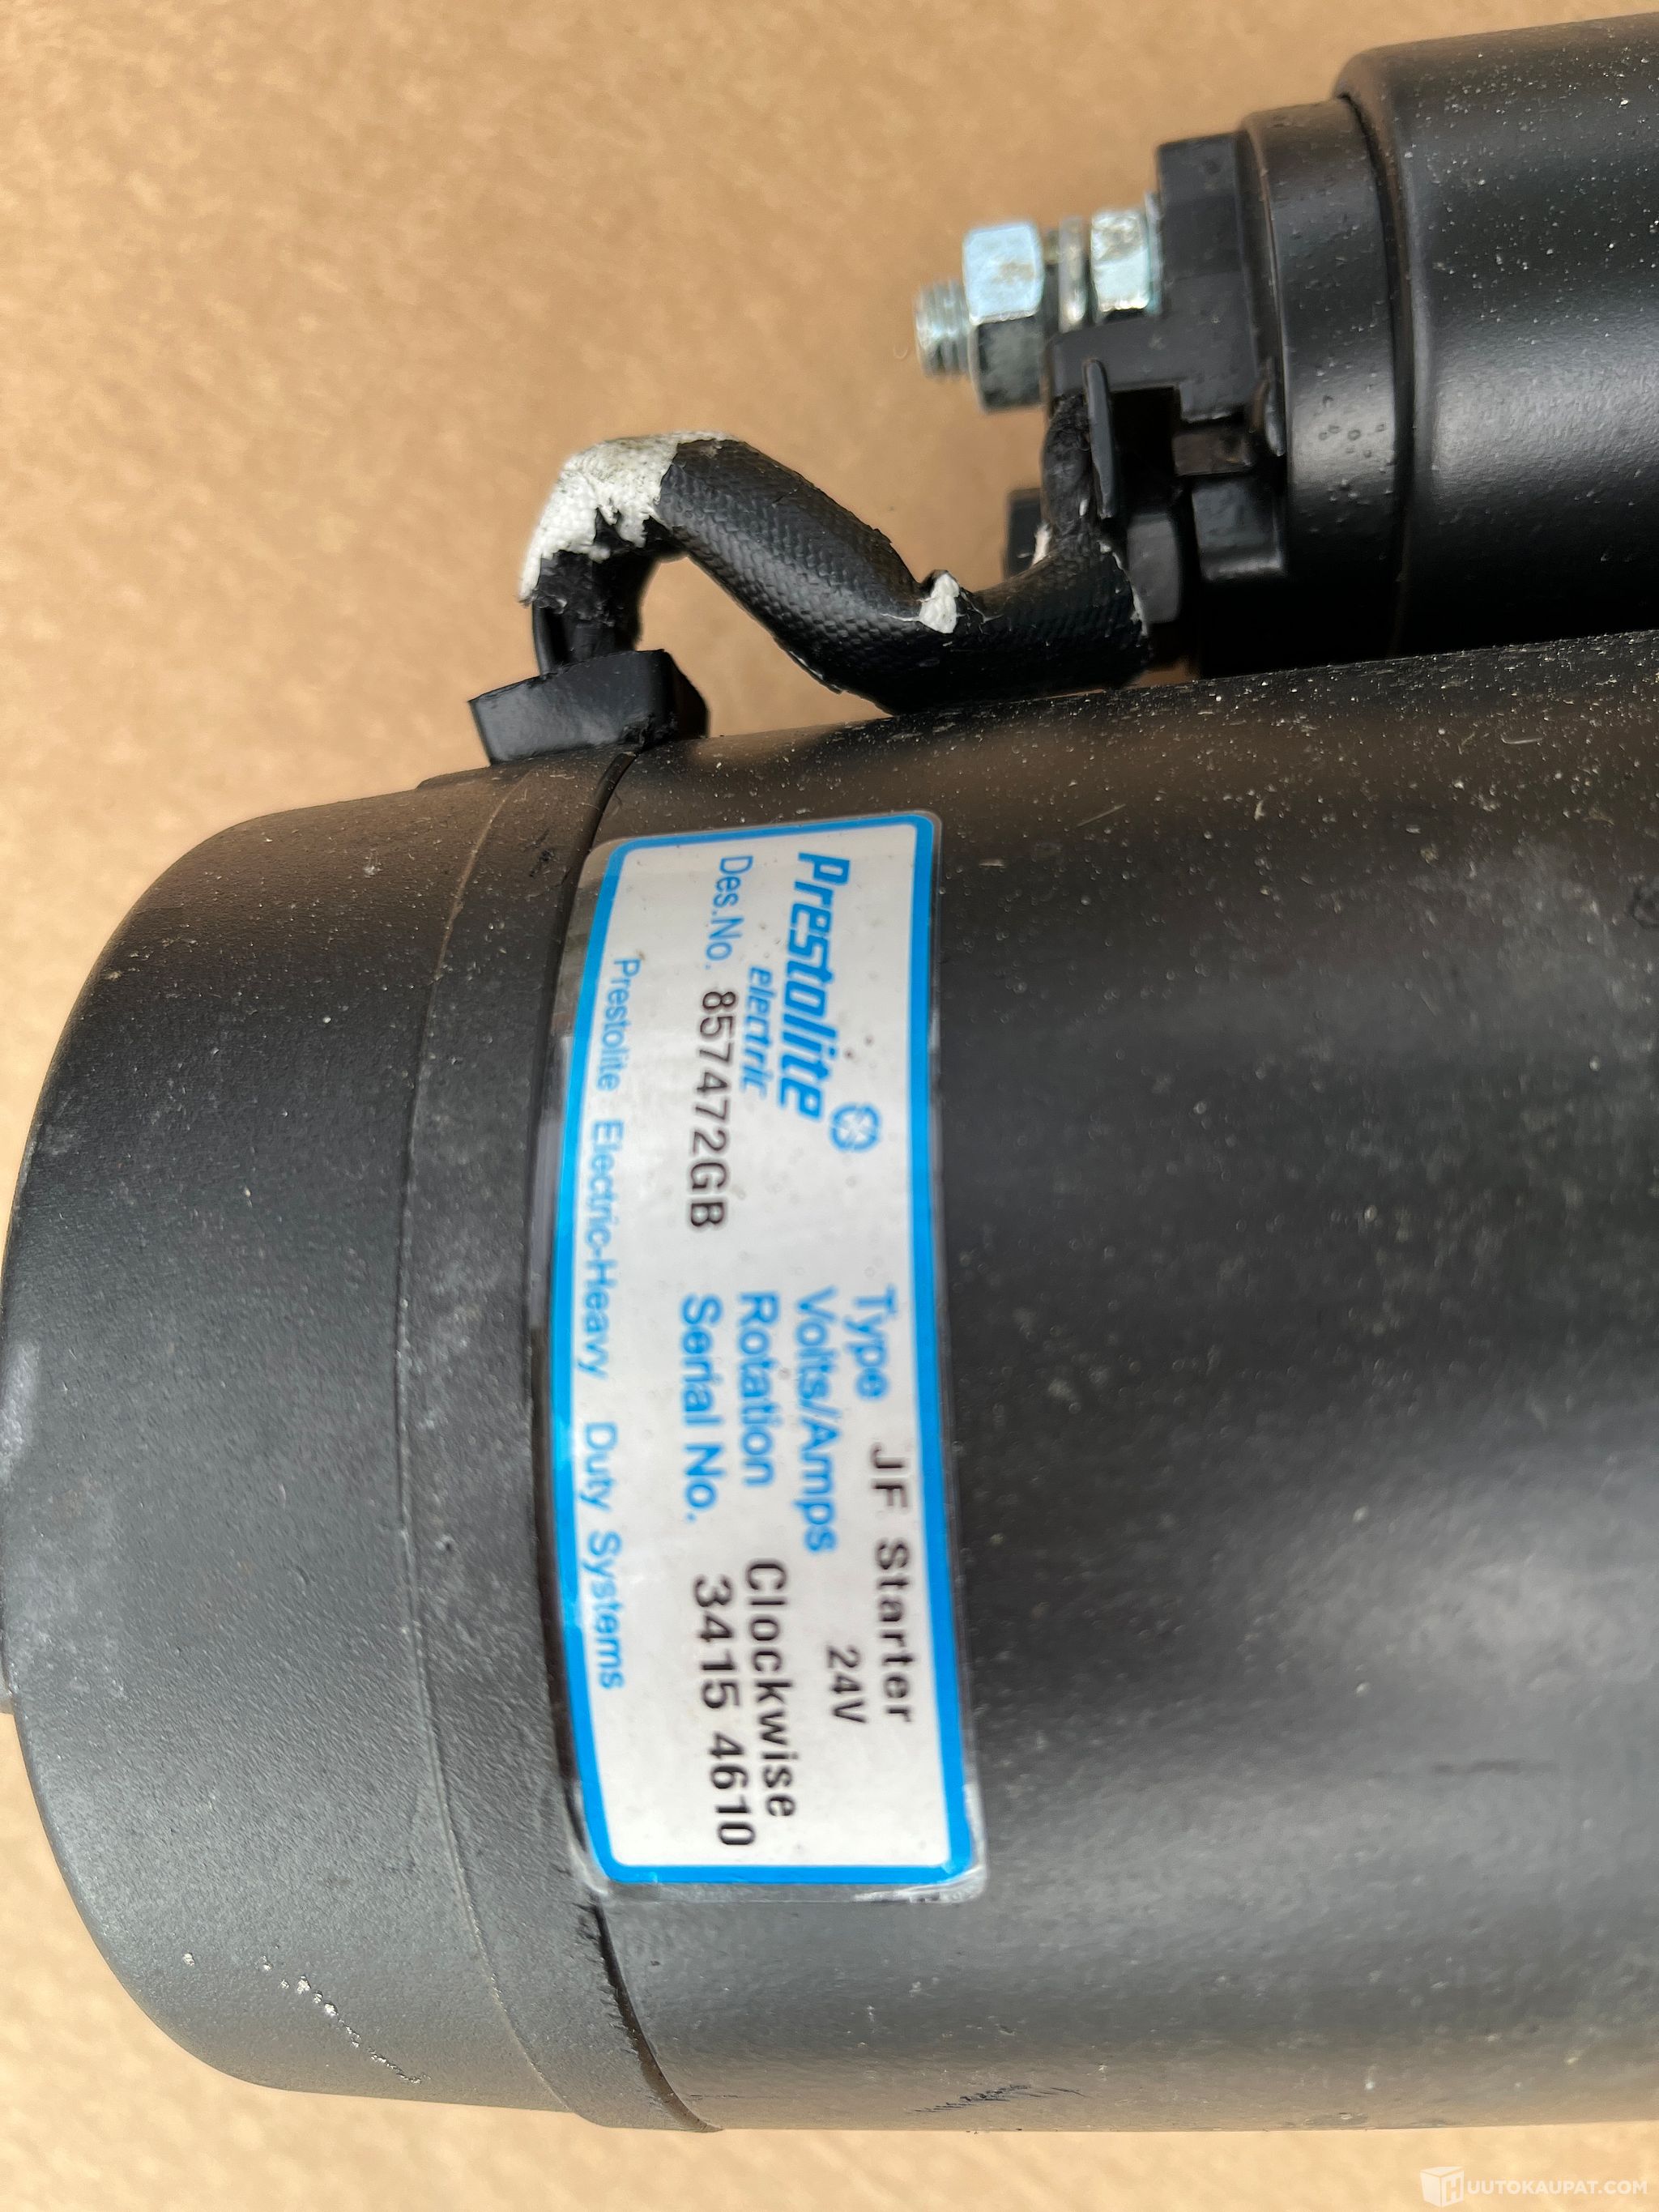 Prestolite
electric
Des.No. 857472GB
Type JF Starter
Volts/Amps 24V
Rotation Clockwise
Serial No. 3415 4610
Prestolite Electric-Heavy Duty Systems
HUUTOKAUPAT.COM